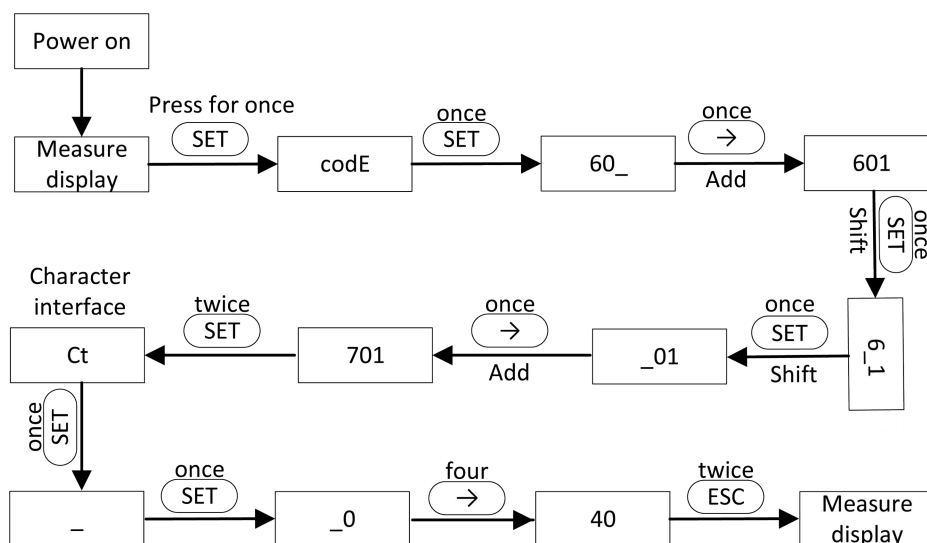 Power on
Press for once
SET
Measure
display
codE
once
SET
60_
once
→
Add
601
once
SET
Shift
6_1
once
SET
Shift
_01
once
→
Add
701
twice
SET
Character
interface
Ct
once
SET
_
once
SET
_0
four
→
40
twice
ESC
Measure
display